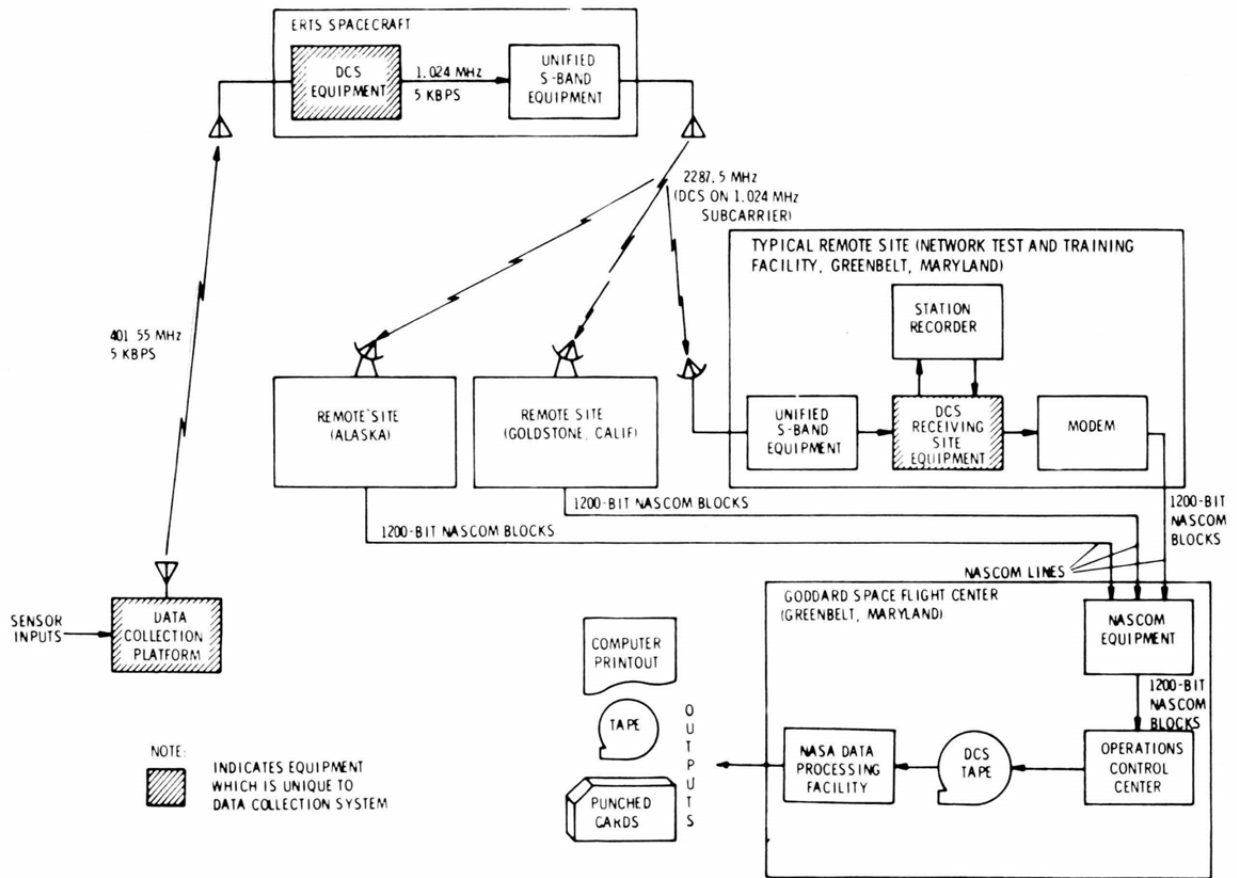 ERTS SPACECRAFT
DCS
EQUIPMENT
1.024 MHz
5 KBPS
UNIFIED
S-BAND
EQUIPMENT
2287.5 MHz
(DCS ON 1.024 MHz
SUBCARRIER)
401 55 MHz
5 KBPS
TYPICAL REMOTE SITE (NETWORK TEST AND TRAINING
FACILITY, GREENBELT, MARYLAND)
STATION
RECORDER
REMOTE SITE
(ALASKA)
REMOTE SITE
(GOLDSTONE, CALIF)
UNIFIED
S-BAND
EQUIPMENT
DCS
RECEIVING
SITE
EQUIPMENT
MODEM
1200-BIT NASCOM BLOCKS
1200-BIT NASCOM BLOCKS
1200-BIT
NASCOM
BLOCKS
NASCOM LINES
SENSOR
INPUTS
DATA
COLLECTION
PLATFORM
GODDARD SPACE FLIGHT CENTER
(GREENBELT, MARYLAND)
NASCOM
EQUIPMENT
1200-BIT
NASCOM
BLOCKS
COMPUTER
PRINTOUT
TAPE
PUNCHED
CARDS
OUTPUTS
NASA DATA
PROCESSING
FACILITY
DCS
TAPE
OPERATIONS
CONTROL
CENTER
NOTE:
INDICATES EQUIPMENT
WHICH IS UNIQUE TO
DATA COLLECTION SYSTEM